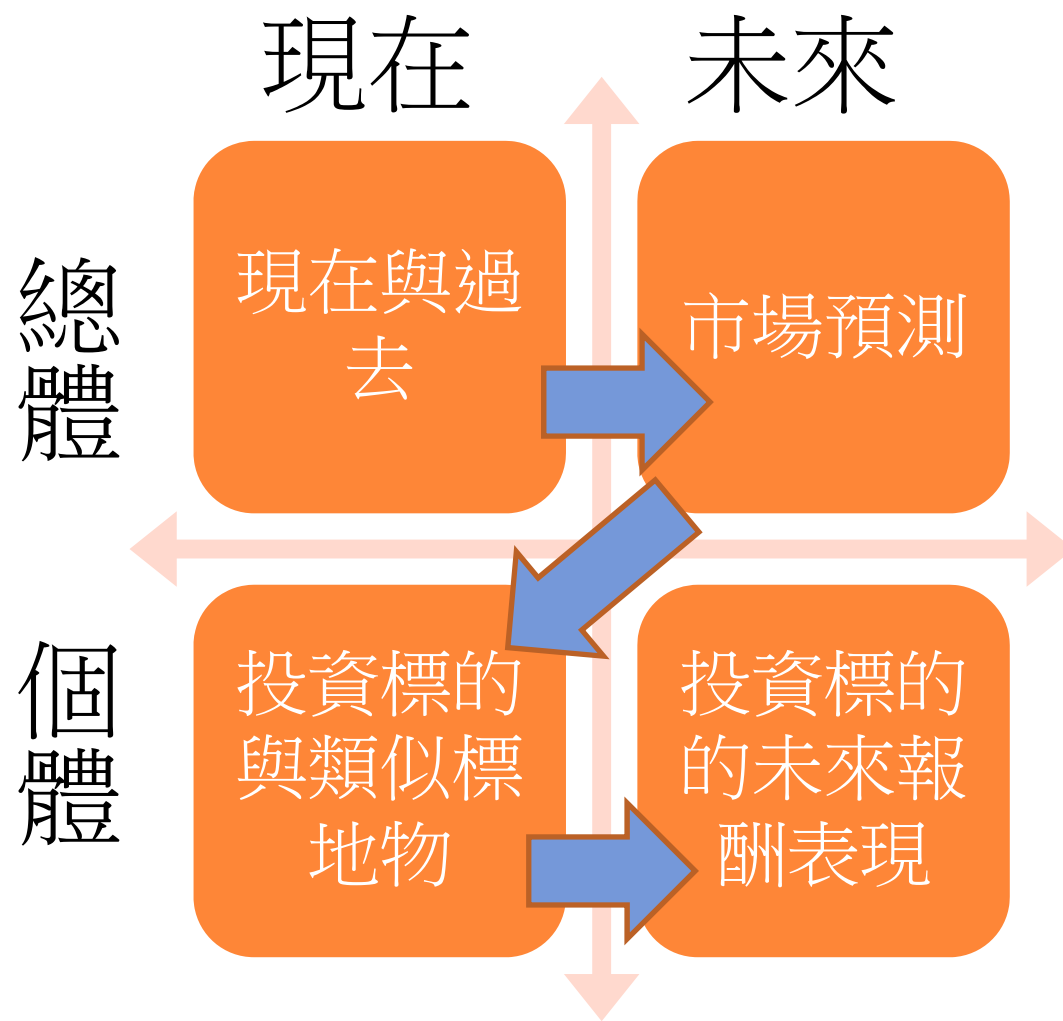 現在
未來
總體
現在與過
去
市場預測
個體
投資標的
與類似標
地物
投資標的
的未來報
酬表現